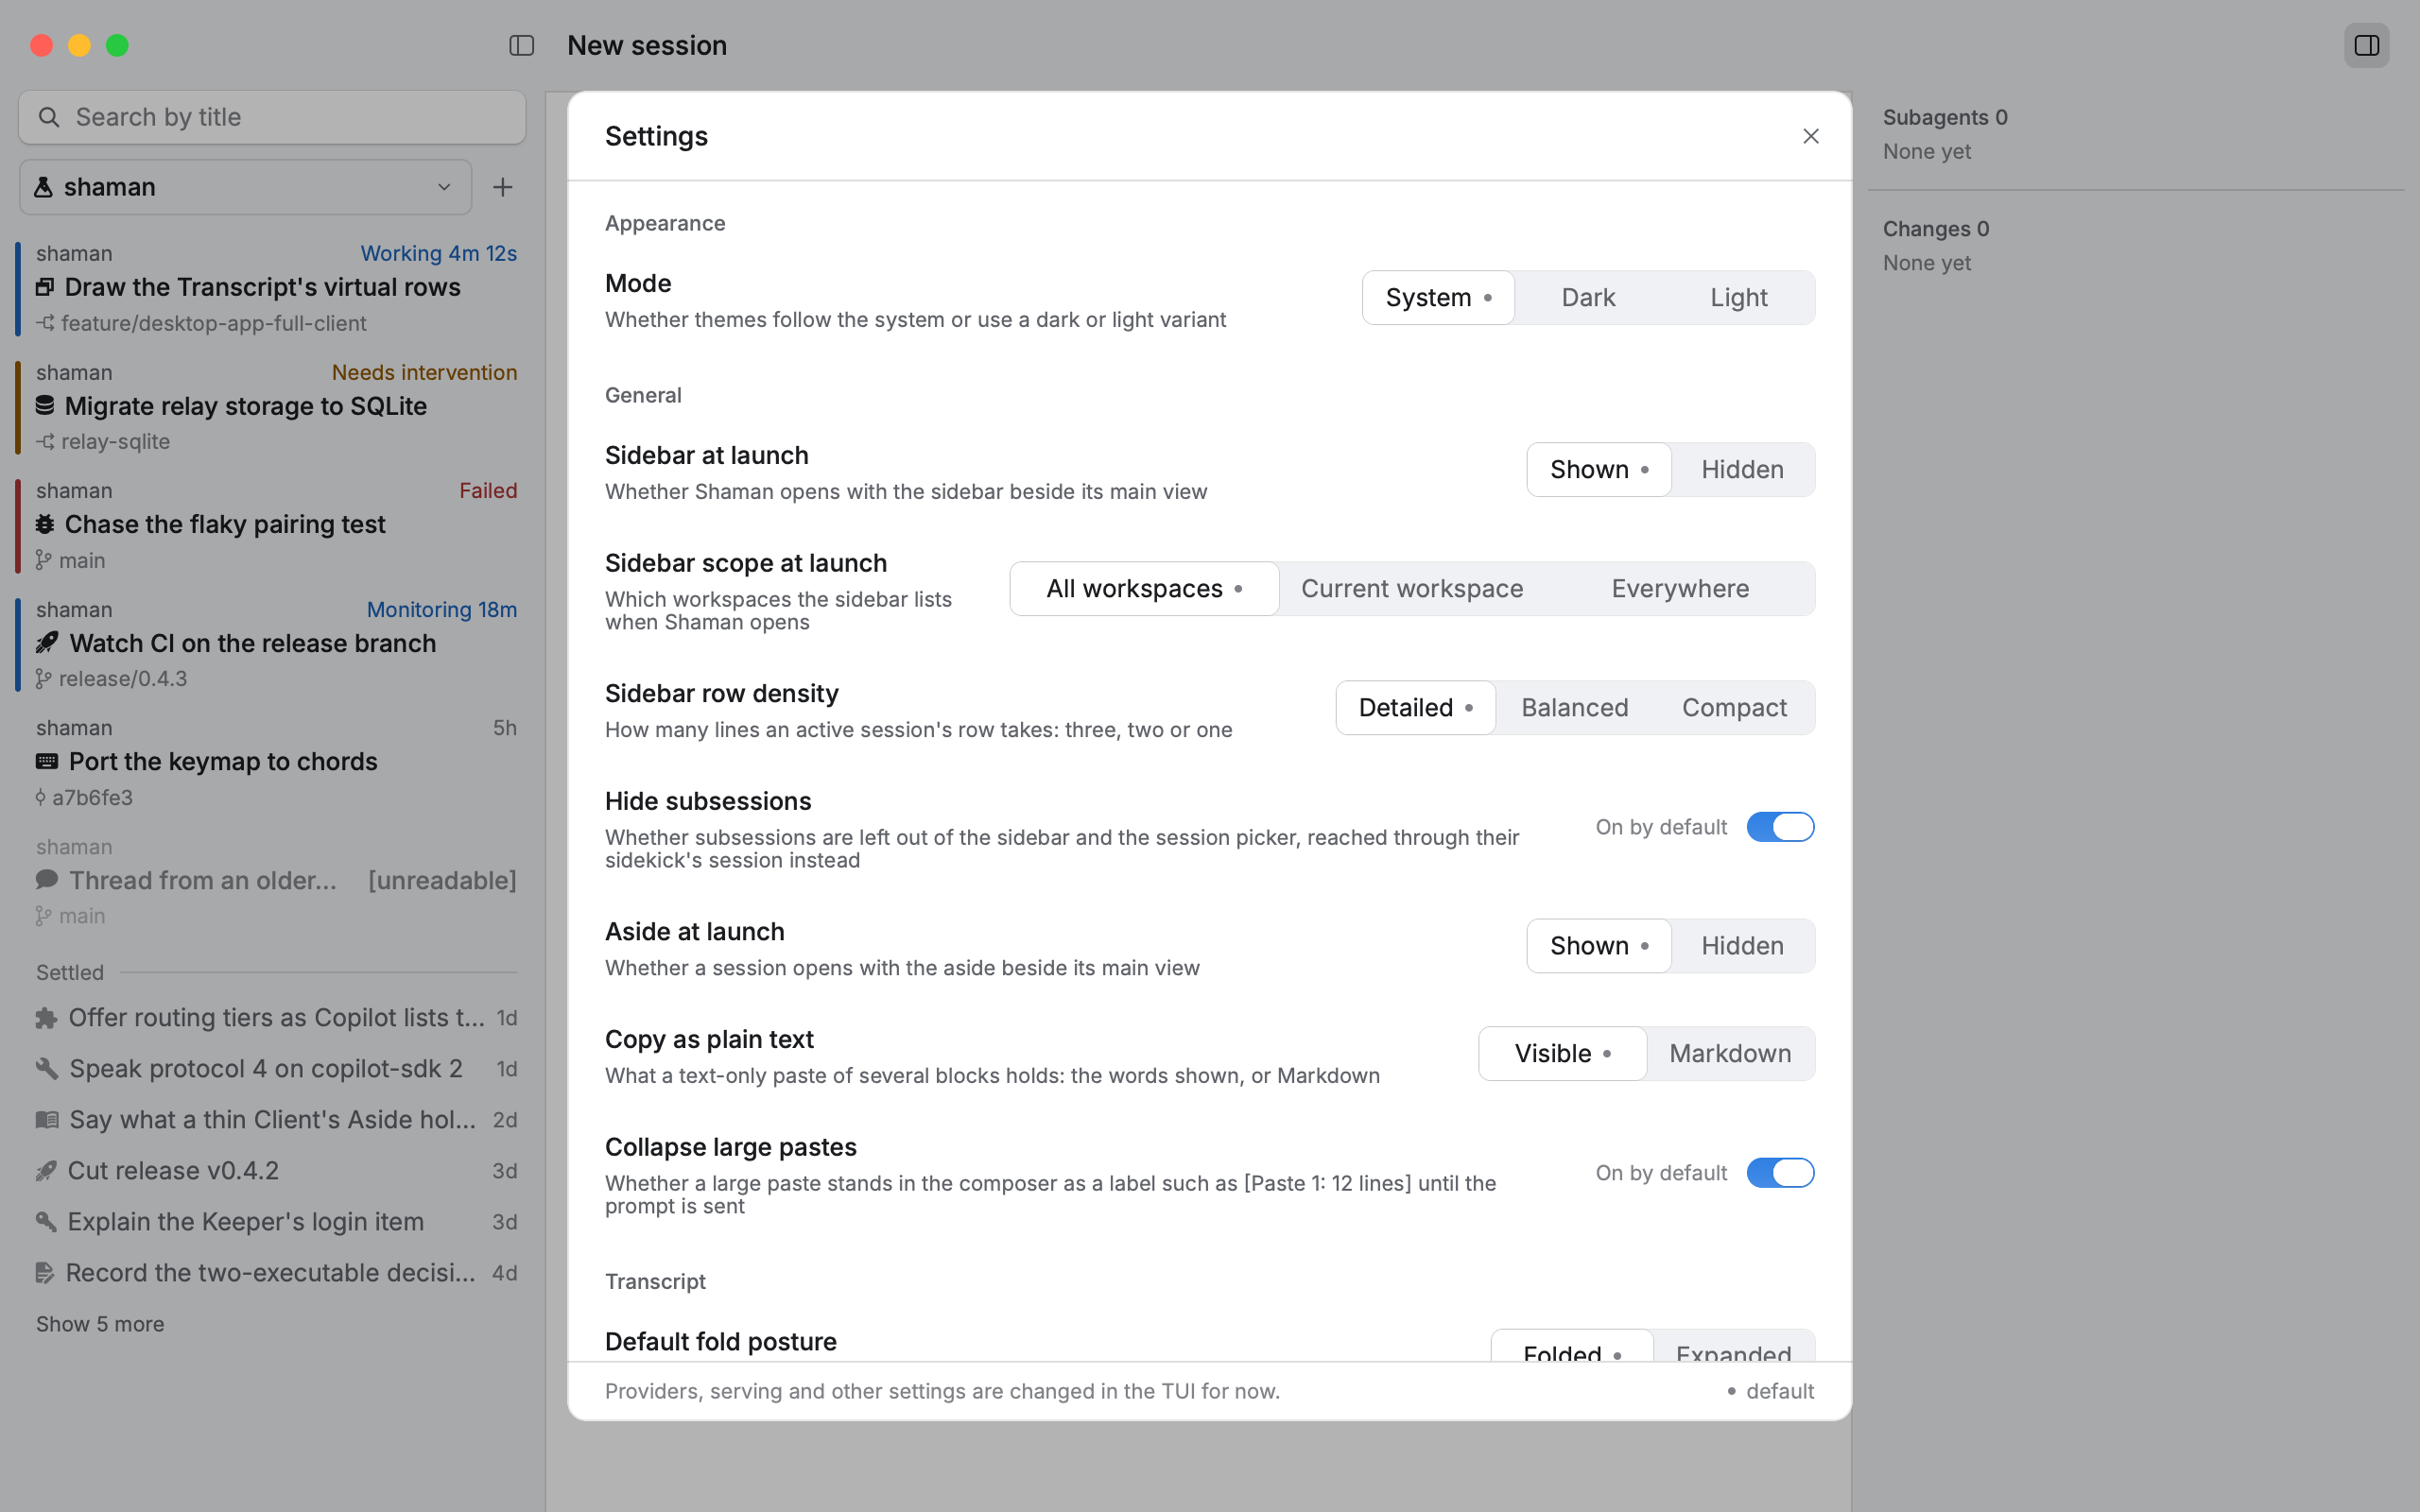 New session
Search by title
shaman
shaman Working 4m 12s
Draw the Transcript's virtual rows
feature/desktop-app-full-client
shaman Needs intervention
Migrate relay storage to SQLite
relay-sqlite
shaman Failed
Chase the flaky pairing test
main
shaman Monitoring 18m
Watch CI on the release branch
release/0.4.3
shaman 5h
Port the keymap to chords
a7b6fe3
shaman
Thread from an older... [unreadable]
main
Settled
Offer routing tiers as Copilot lists t... 1d
Speak protocol 4 on copilot-sdk 2 1d
Say what a thin Client's Aside hol... 2d
Cut release v0.4.2 3d
Explain the Keeper's login item 3d
Record the two-executable decisi... 4d
Show 5 more
Settings
Appearance
Mode
Whether themes follow the system or use a dark or light variant
System • Dark Light
General
Sidebar at launch
Whether Shaman opens with the sidebar beside its main view
Shown • Hidden
Sidebar scope at launch
Which workspaces the sidebar lists
when Shaman opens
All workspaces • Current workspace Everywhere
Sidebar row density
How many lines an active session's row takes: three, two or one
Detailed • Balanced Compact
Hide subsessions
Whether subsessions are left out of the sidebar and the session picker, reached through their
sidekick's session instead
On by default
Aside at launch
Whether a session opens with the aside beside its main view
Shown • Hidden
Copy as plain text
What a text-only paste of several blocks holds: the words shown, or Markdown
Visible • Markdown
Collapse large pastes
Whether a large paste stands in the composer as a label such as [Paste 1: 12 lines] until the
prompt is sent
On by default
Transcript
Default fold posture
Folded • Expanded
Providers, serving and other settings are changed in the TUI for now.
• default
Subagents 0
None yet
Changes 0
None yet